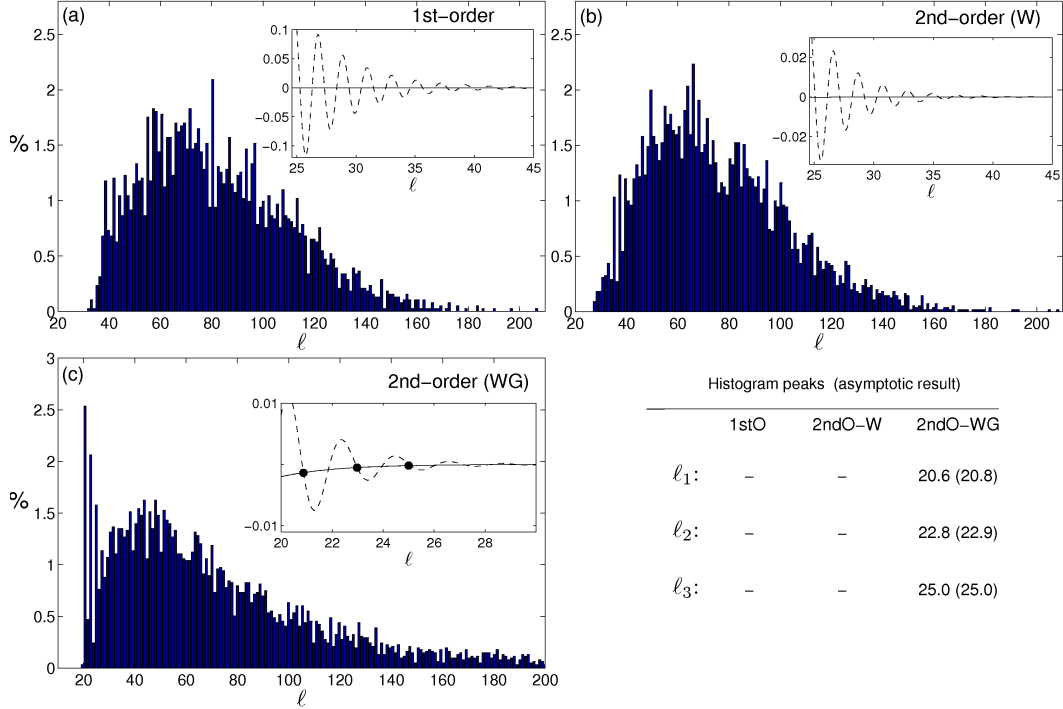 (a)
1st−order
2.5
2
1.5
1
0.5
0
%
20 40 60 80 100 120 140 160 180 200
ℓ
0.1
0.05
0
−0.05
−0.1
25 30 35 40 45
ℓ
(b)
2nd−order (W)
2.5
2
1.5
1
0.5
0
20 40 60 80 100 120 140 160 180 200
ℓ
0.02
0
−0.02
25 30 35 40 45
ℓ
(c)
2nd−order (WG)
3
2.5
2
1.5
1
0.5
0
%
20 40 60 80 100 120 140 160 180 200
ℓ
0.01
−0.01
20 22 24 26 28
ℓ
Histogram peaks (asymptotic result)
1stO 2ndO−W 2ndO−WG
ℓ1: − − 20.6 (20.8)
ℓ2: − − 22.8 (22.9)
ℓ3: − − 25.0 (25.0)